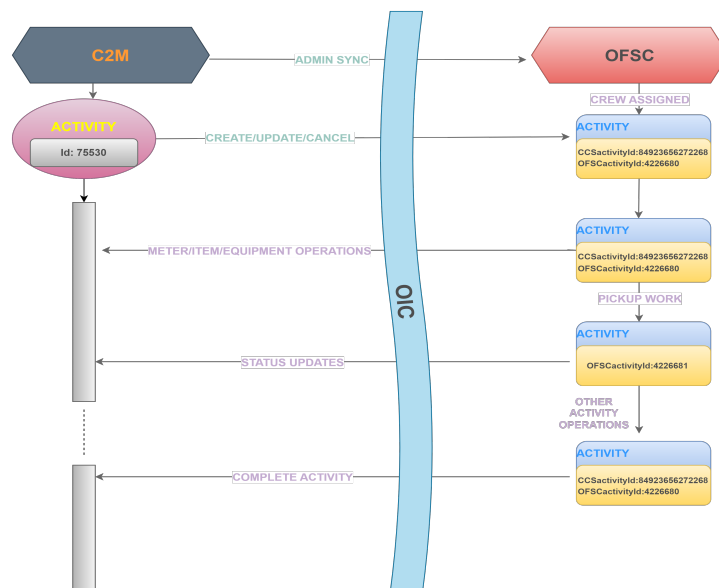 C2M
OFSC
ADMIN SYNC
CREW ASSIGNED
ACTIVITY
Id: 75530
CREATE/UPDATE/CANCEL
ACTIVITY
CCSactivityId:84923656272268
OFSCactivityId:4226680
ACTIVITY
METER/ITEM/EQUIPMENT OPERATIONS
CCSactivityId:84923656272268
OFSCactivityId:4226680
OIC
PICKUP WORK
ACTIVITY
STATUS UPDATES
OFSCactivityId:4226681
OTHER
ACTIVITY
OPERATIONS
ACTIVITY
COMPLETE ACTIVITY
CCSactivityId:84923656272268
OFSCactivityId:4226680